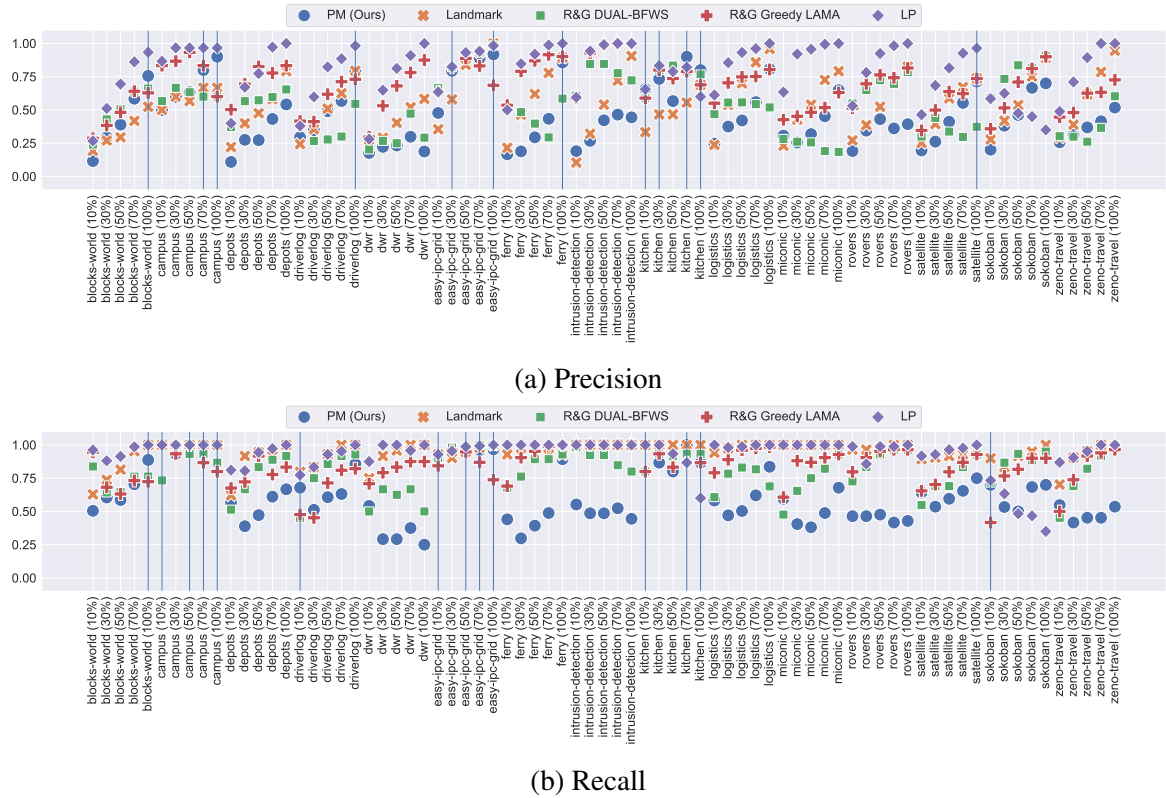 PM (Ours) Landmark R&G DUAL-BFWS R&G Greedy LAMA LP
1.00
0.75
0.50
0.25
0.00
blocks-world (10%)
blocks-world (30%)
blocks-world (50%)
blocks-world (70%)
blocks-world (100%)
campus (10%)
campus (30%)
campus (50%)
campus (70%)
campus (100%)
depots (10%)
depots (30%)
depots (50%)
depots (70%)
depots (100%)
driverlog (10%)
driverlog (30%)
driverlog (50%)
driverlog (70%)
driverlog (100%)
dwr (10%)
dwr (30%)
dwr (50%)
dwr (70%)
dwr (100%)
easy-ipc-grid (10%)
easy-ipc-grid (30%)
easy-ipc-grid (50%)
easy-ipc-grid (70%)
easy-ipc-grid (100%)
ferry (10%)
ferry (30%)
ferry (50%)
ferry (70%)
ferry (100%)
intrusion-detection (10%)
intrusion-detection (30%)
intrusion-detection (50%)
intrusion-detection (70%)
intrusion-detection (100%)
kitchen (10%)
kitchen (30%)
kitchen (50%)
kitchen (70%)
kitchen (100%)
logistics (10%)
logistics (30%)
logistics (50%)
logistics (70%)
logistics (100%)
miconic (10%)
miconic (30%)
miconic (50%)
miconic (70%)
miconic (100%)
rovers (10%)
rovers (30%)
rovers (50%)
rovers (70%)
rovers (100%)
satellite (10%)
satellite (30%)
satellite (50%)
satellite (70%)
satellite (100%)
sokoban (10%)
sokoban (30%)
sokoban (50%)
sokoban (70%)
sokoban (100%)
zeno-travel (10%)
zeno-travel (30%)
zeno-travel (50%)
zeno-travel (70%)
zeno-travel (100%)
(a) Precision
PM (Ours) Landmark R&G DUAL-BFWS R&G Greedy LAMA LP
1.00
0.75
0.50
0.25
0.00
blocks-world (10%)
blocks-world (30%)
blocks-world (50%)
blocks-world (70%)
blocks-world (100%)
campus (10%)
campus (30%)
campus (50%)
campus (70%)
campus (100%)
depots (10%)
depots (30%)
depots (50%)
depots (70%)
depots (100%)
driverlog (10%)
driverlog (30%)
driverlog (50%)
driverlog (70%)
driverlog (100%)
dwr (10%)
dwr (30%)
dwr (50%)
dwr (70%)
dwr (100%)
easy-ipc-grid (10%)
easy-ipc-grid (30%)
easy-ipc-grid (50%)
easy-ipc-grid (70%)
easy-ipc-grid (100%)
ferry (10%)
ferry (30%)
ferry (50%)
ferry (70%)
ferry (100%)
intrusion-detection (10%)
intrusion-detection (30%)
intrusion-detection (50%)
intrusion-detection (70%)
intrusion-detection (100%)
kitchen (10%)
kitchen (30%)
kitchen (50%)
kitchen (70%)
kitchen (100%)
logistics (10%)
logistics (30%)
logistics (50%)
logistics (70%)
logistics (100%)
miconic (10%)
miconic (30%)
miconic (50%)
miconic (70%)
miconic (100%)
rovers (10%)
rovers (30%)
rovers (50%)
rovers (70%)
rovers (100%)
satellite (10%)
satellite (30%)
satellite (50%)
satellite (70%)
satellite (100%)
sokoban (10%)
sokoban (30%)
sokoban (50%)
sokoban (70%)
sokoban (100%)
zeno-travel (10%)
zeno-travel (30%)
zeno-travel (50%)
zeno-travel (70%)
zeno-travel (100%)
(b) Recall